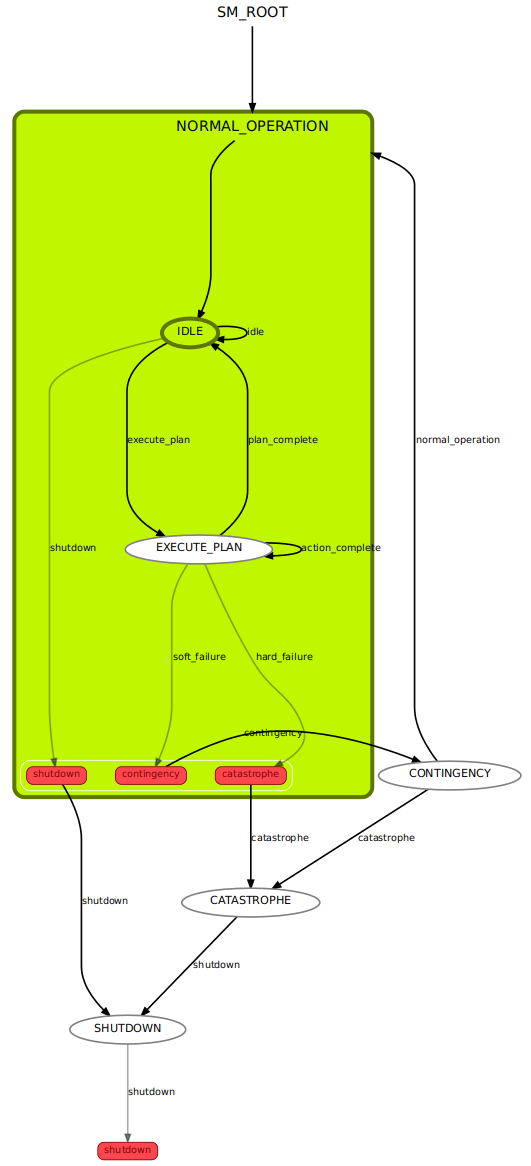 SM_ROOT
NORMAL_OPERATION
IDLE
idle
execute_plan
plan_complete
normal_operation
shutdown
EXECUTE_PLAN
action_complete
soft_failure
hard_failure
contingency
shutdown
contingency
catastrophe
CONTINGENCY
catastrophe
catastrophe
shutdown
CATASTROPHE
shutdown
SHUTDOWN
shutdown
shutdown